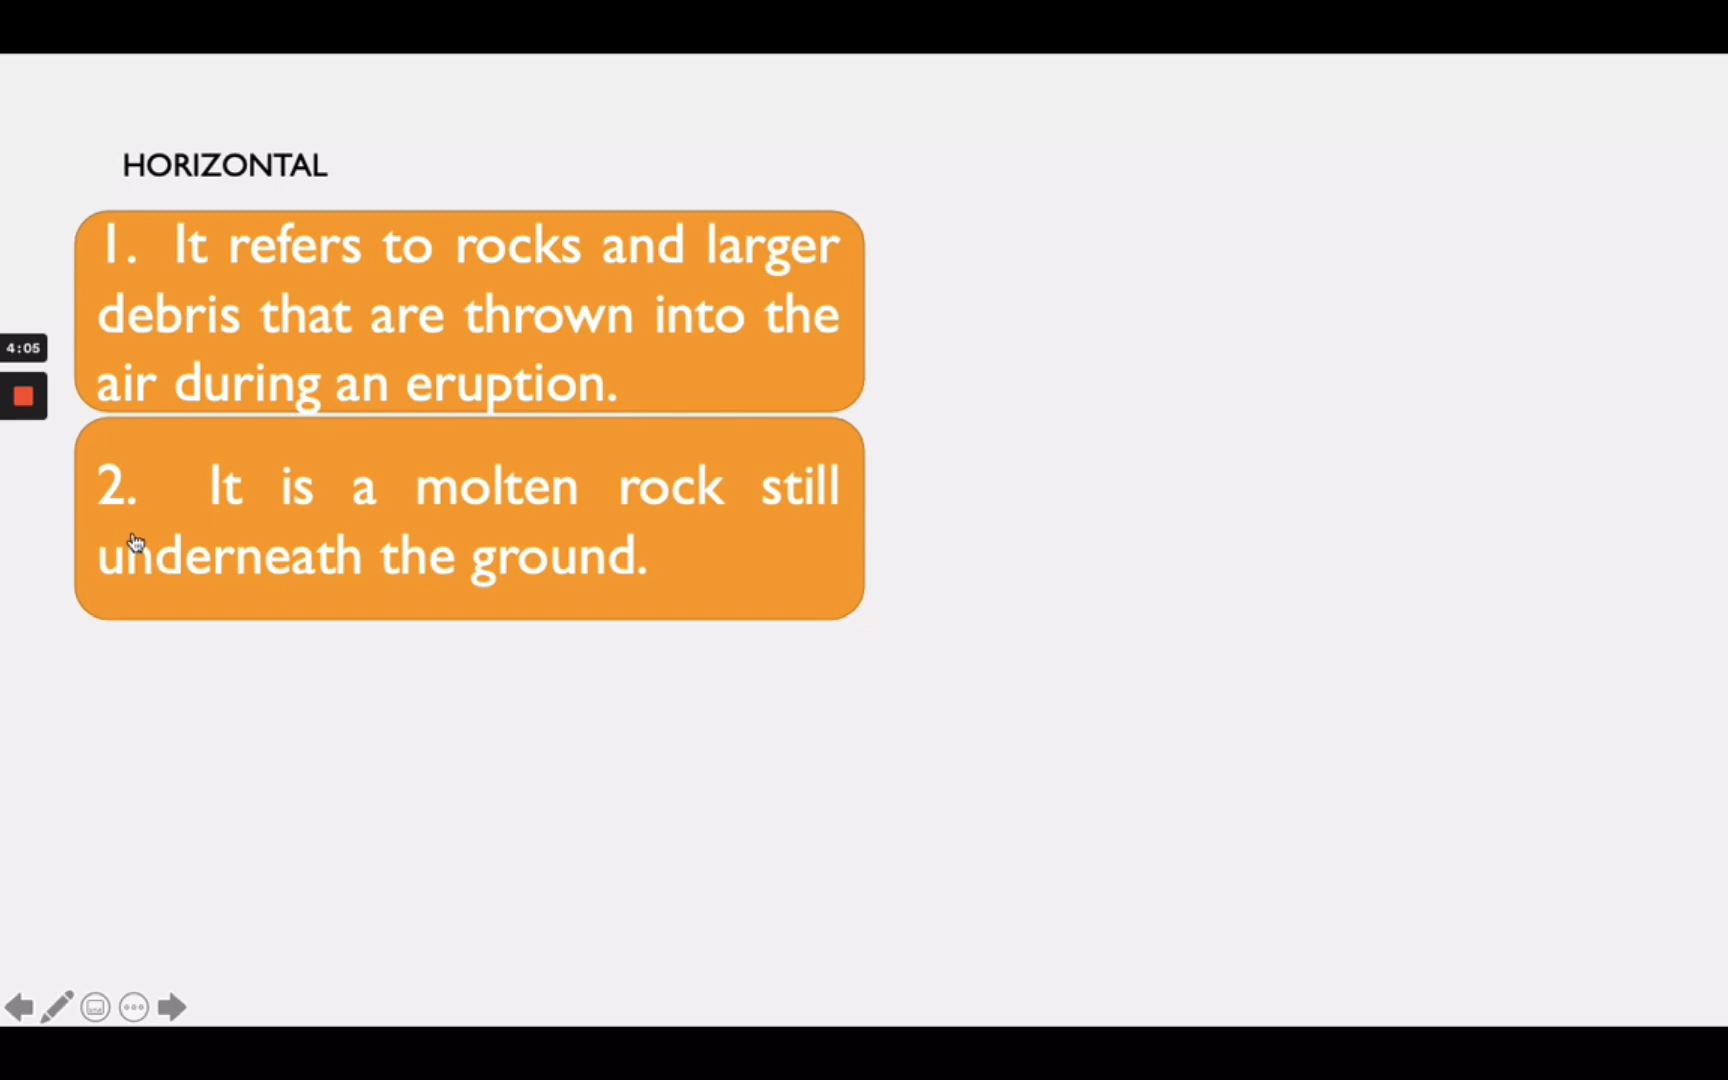 HORIZONTAL
1. It refers to rocks and larger
debris that are thrown into the
air during an eruption.
4:05
2. It is a molten rock still
underneath the ground.